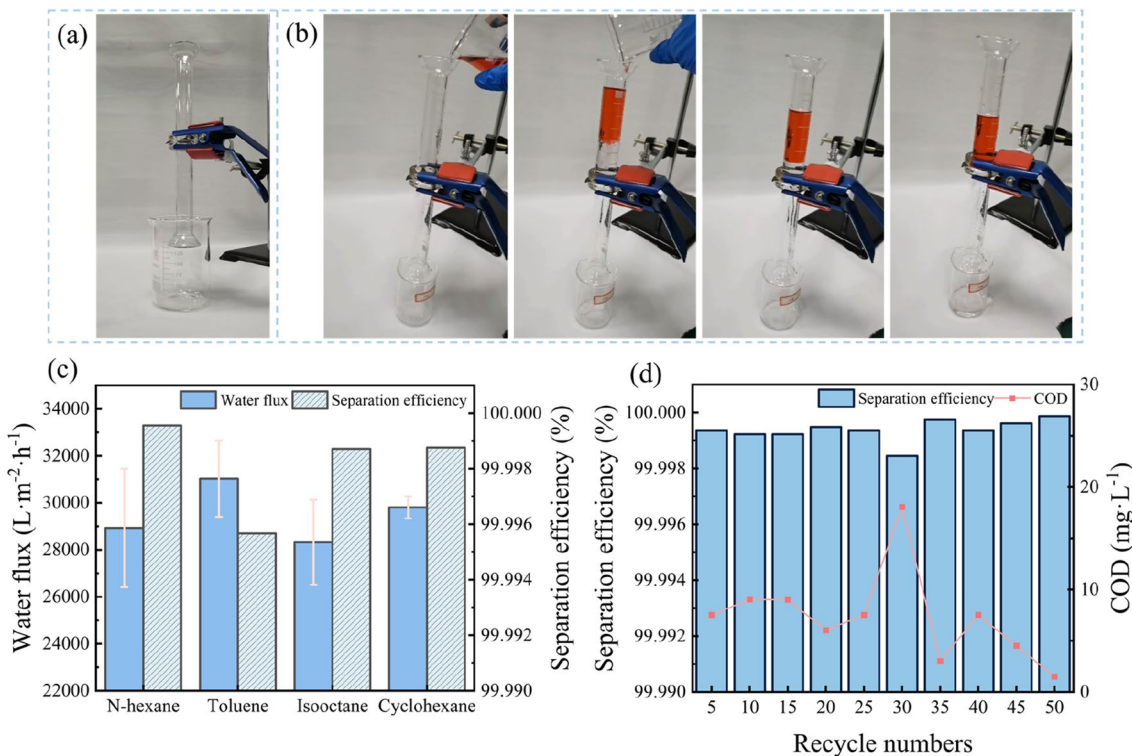 (a)
(b)
(c)
Water flux
Separation efficiency
Water flux (L·m⁻²·h⁻¹)
34000
32000
30000
28000
26000
24000
22000
N-hexane
Toluene
Isooctane
Cyclohexane
100.000
99.998
99.996
99.994
99.992
99.990
Separation efficiency (%)
(d)
Separation efficiency
COD
Separation efficiency (%)
100.000
99.998
99.996
99.994
99.992
99.990
5
10
15
20
25
30
35
40
45
50
Recycle numbers
30
20
10
0
COD (mg·L⁻¹)